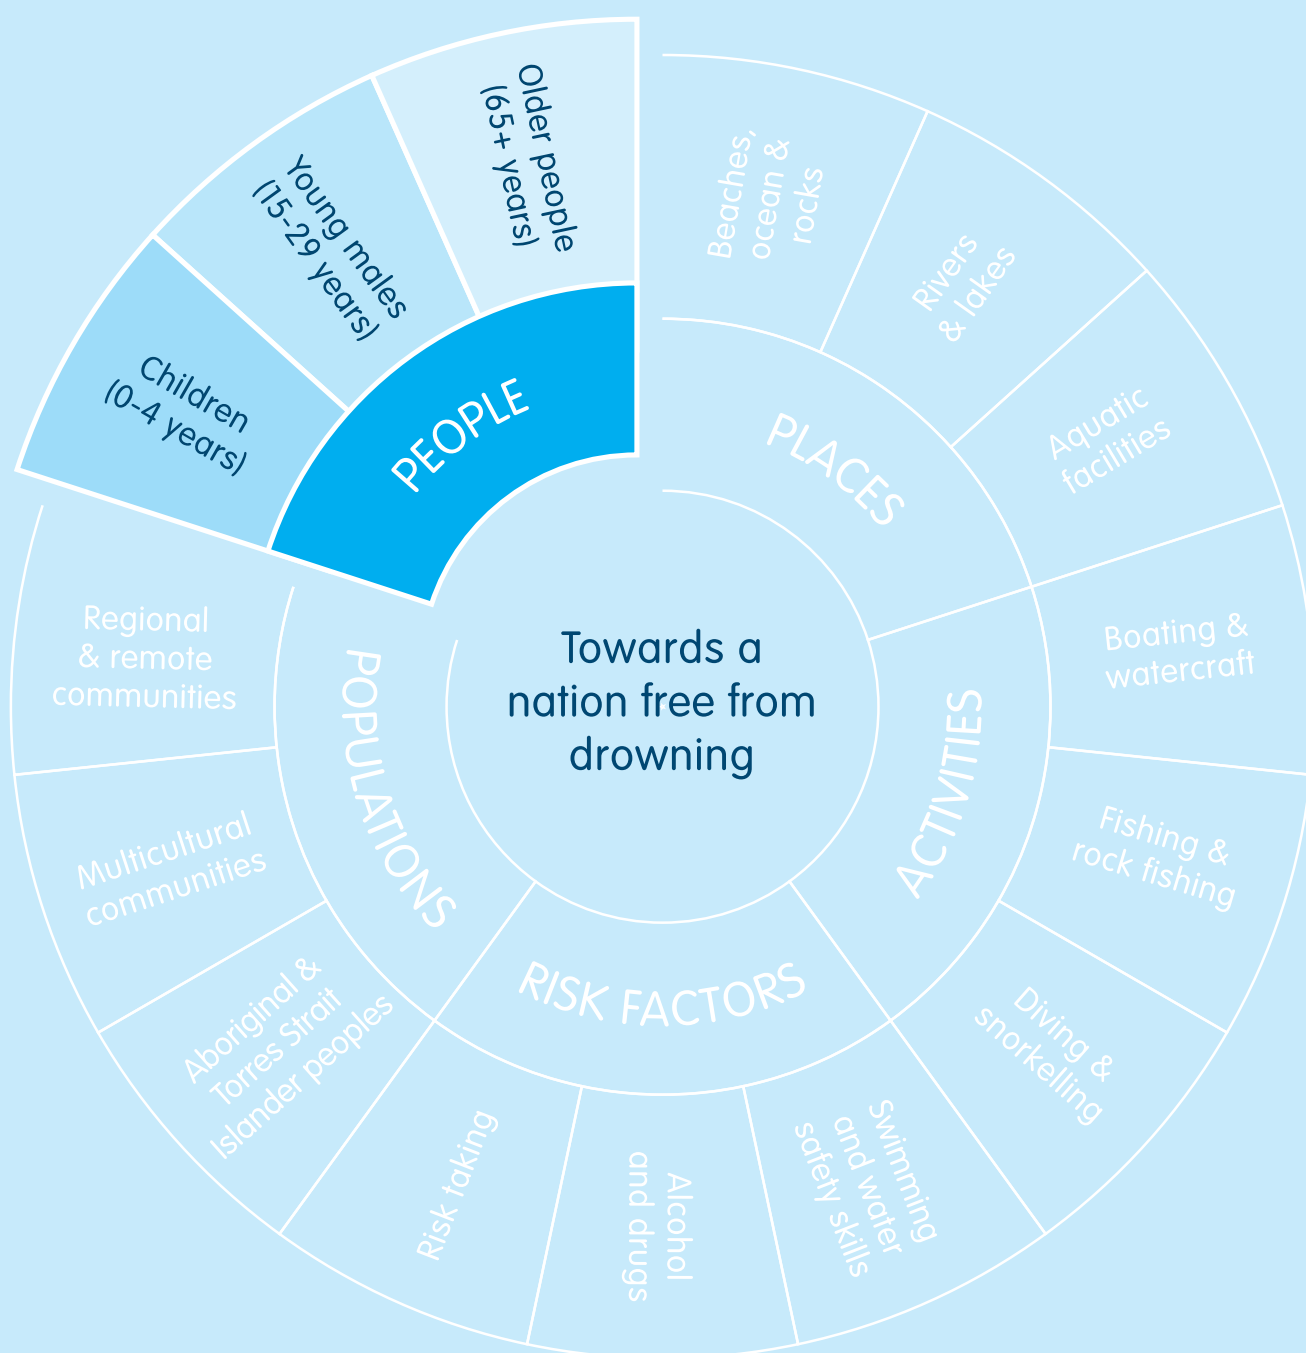 Towards a
nation free from
drowning
PEOPLE
Children
(0-4 years)
Young males
(15-29 years)
Older people
(65+ years)
PLACES
Beaches,
ocean &
rocks
Rivers
& lakes
Aquatic
facilities
ACTIVITIES
Boating &
watercraft
Fishing &
rock fishing
Diving &
snorkelling
RISK FACTORS
Swimming
and water
safety skills
Alcohol
and drugs
Risk taking
POPULATIONS
Aboriginal &
Torres Strait
Islander peoples
Multicultural
communities
Regional
& remote
communities